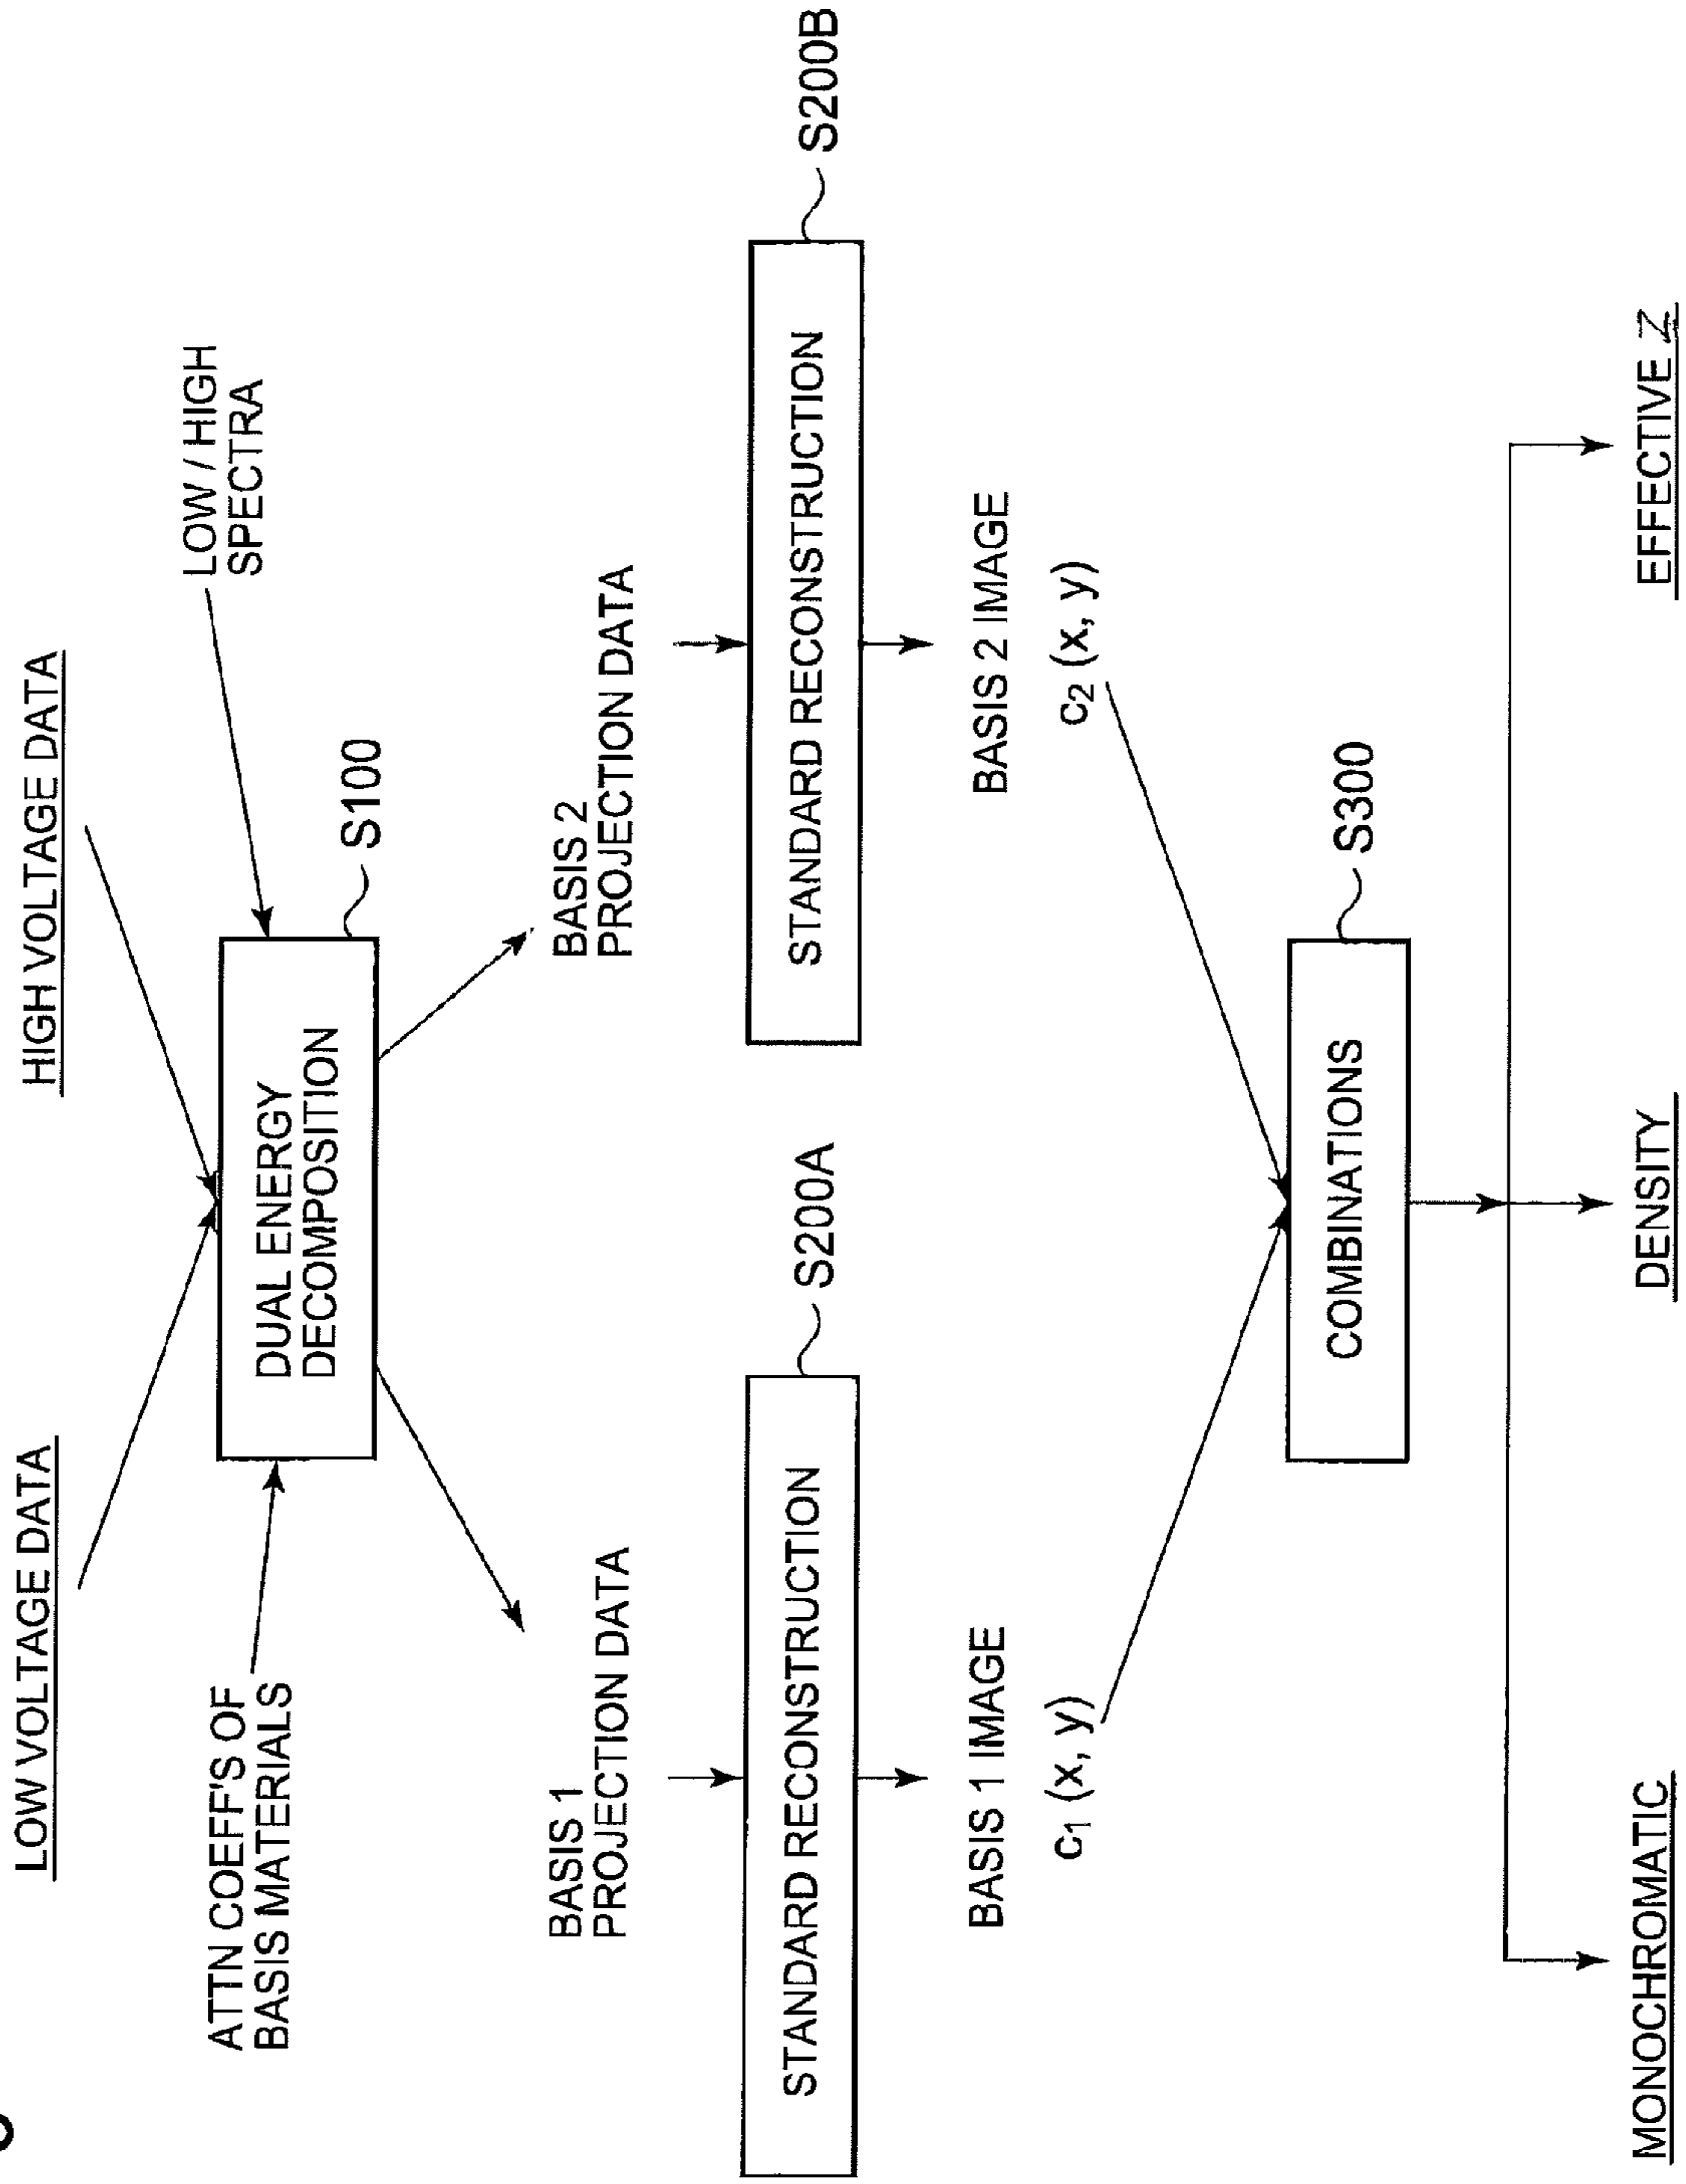 LOW VOLTAGE DATA
HIGH VOLTAGE DATA
ATTN COEFF'S OF
BASIS MATERIALS
DUAL ENERGY
DECOMPOSITION
S100
LOW / HIGH
SPECTRA
BASIS 1
PROJECTION DATA
BASIS 2
PROJECTION DATA
STANDARD RECONSTRUCTION
S200A
STANDARD RECONSTRUCTION
S200B
BASIS 1 IMAGE
c₁ (x, y)
BASIS 2 IMAGE
c₂ (x, y)
COMBINATIONS
S300
MONOCHROMATIC
DENSITY
EFFECTIVE Z